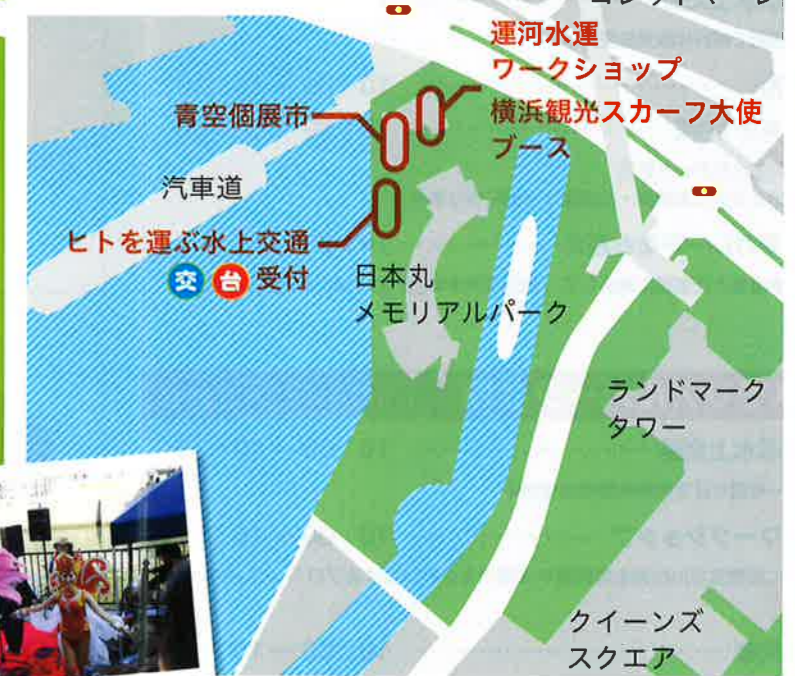 運河水運
ワークショップ
横浜観光スカーフ大使
ブース
青空個展市
汽車道
ヒトを運ぶ水上交通
交 台 受付
日本丸
メモリアルパーク
ランドマーク
タワー
クイーンズ
スクエア